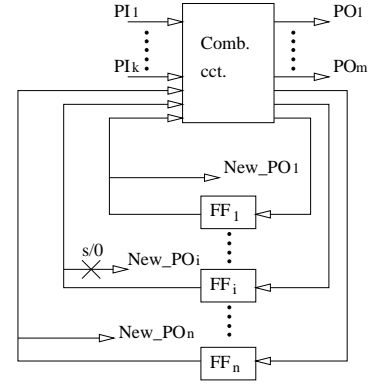 PI1
PO1
Comb.
cct.
PIk
POm
New_PO1
FF1
s/0
New_POi
FFi
New_POn
FFn